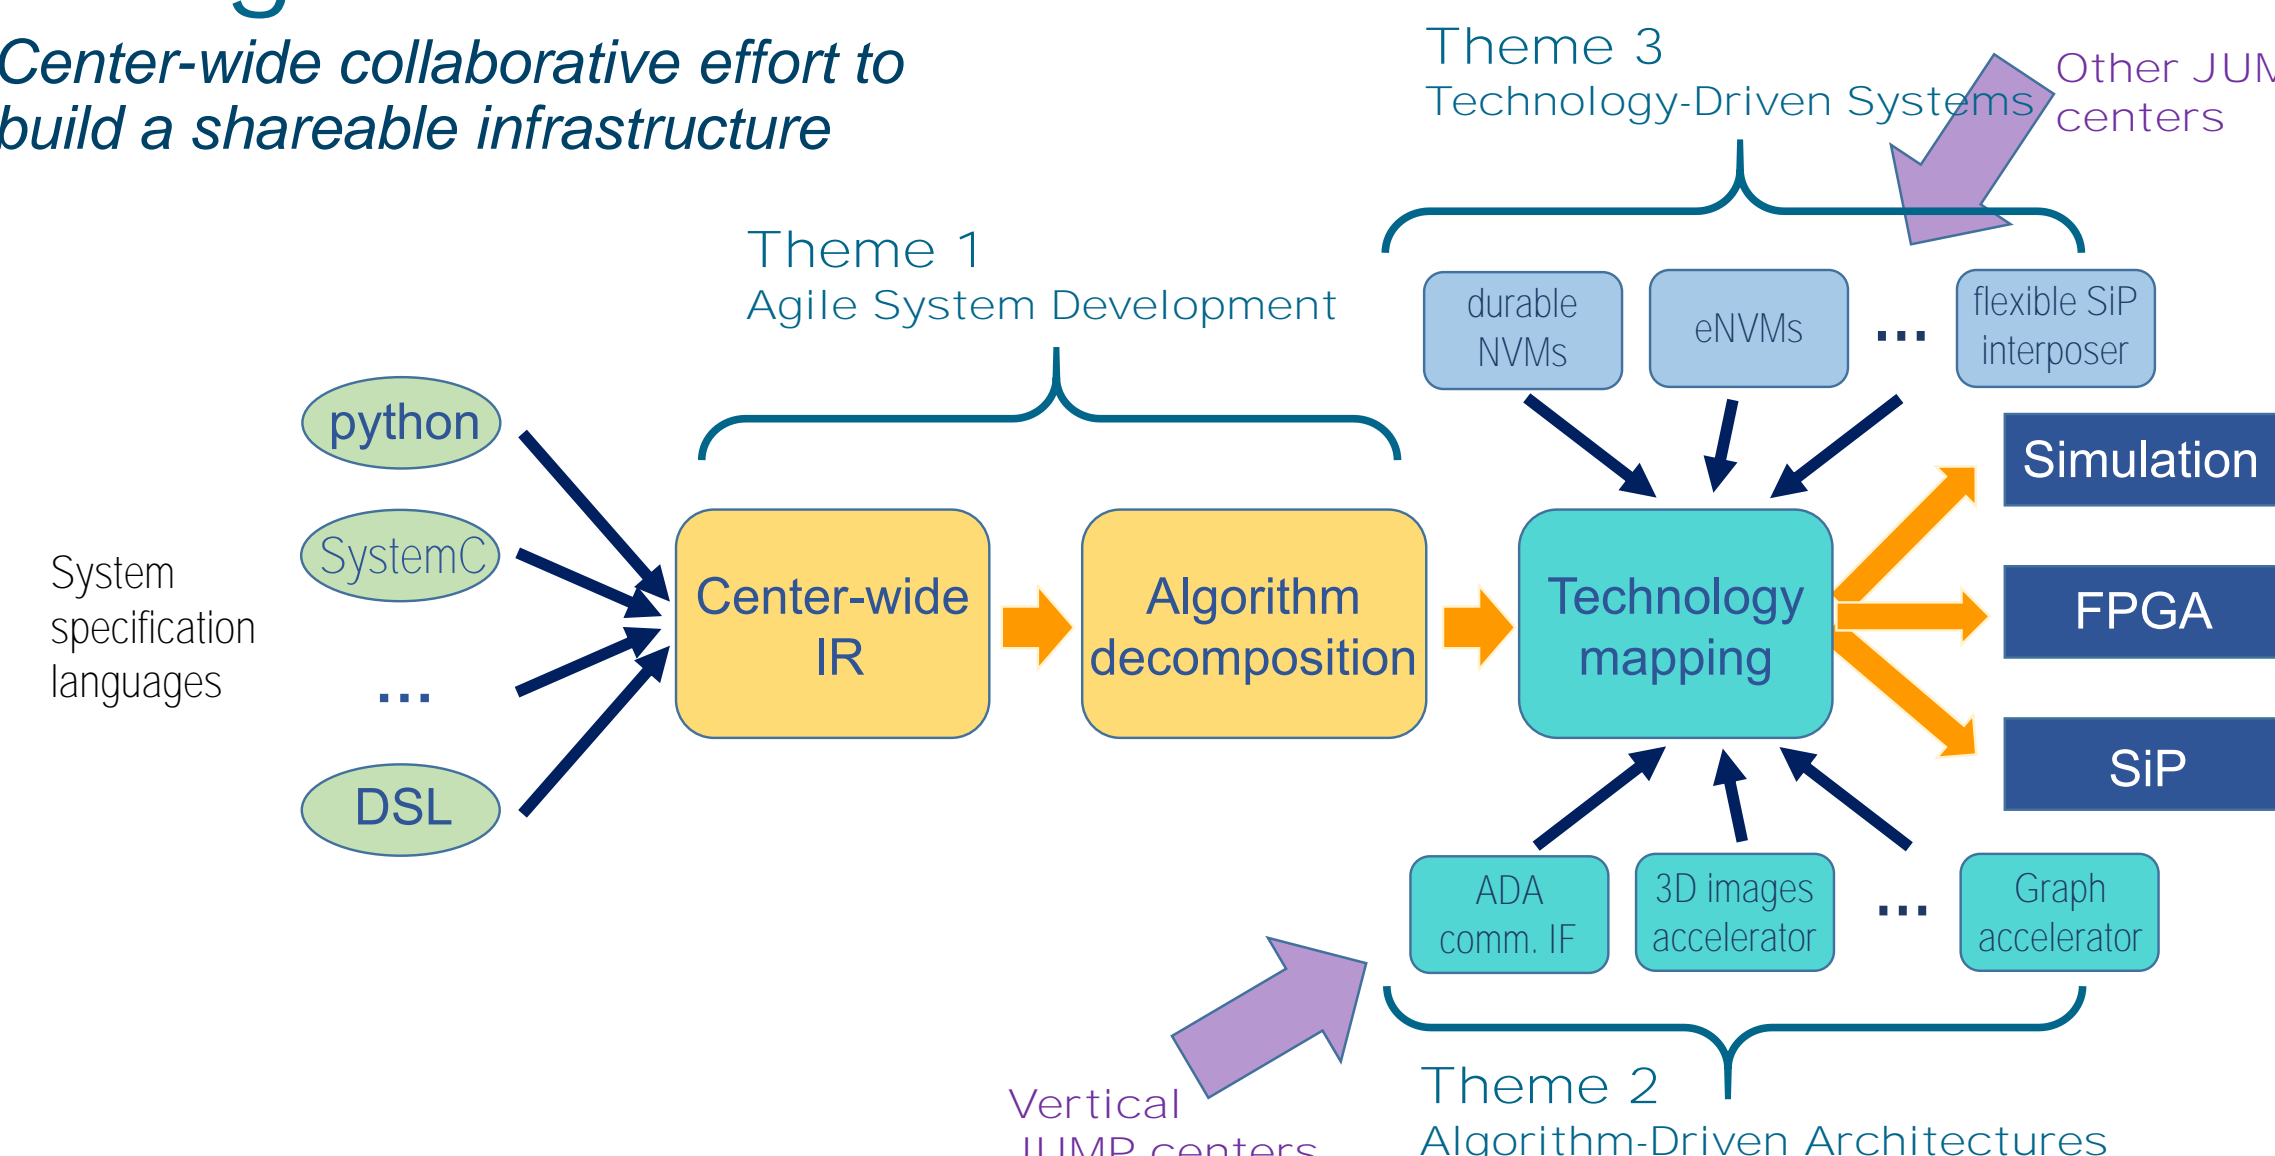 Center-wide collaborative effort to
build a shareable infrastructure
Theme 3
Technology-Driven Systems
Other JUM
centers
Theme 1
Agile System Development
durable
NVMs
eNVMs
...
flexible SiP
interposer
python
SystemC
...
DSL
System
specification
languages
Center-wide
IR
Algorithm
decomposition
Technology
mapping
Simulation
FPGA
SiP
ADA
comm. IF
3D images
accelerator
...
Graph
accelerator
Vertical
JUMP centers
Theme 2
Algorithm-Driven Architectures